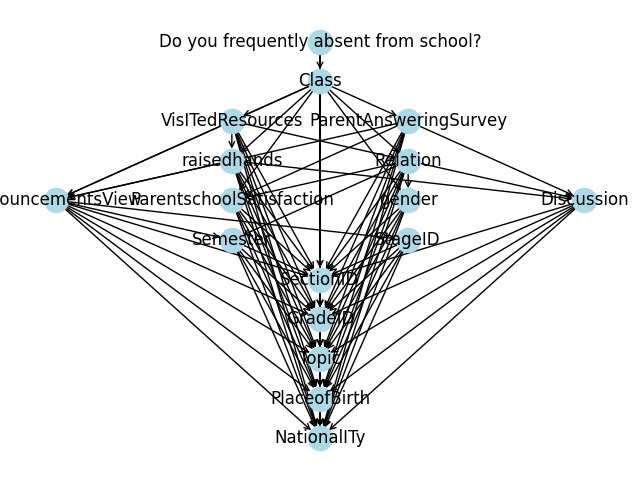 Do you frequently absent from school?
Class
VisITedResources
ParentAnsweringSurvey
raisedhands
Relation
ouncementsView
ParentschoolSatisfaction
gender
Discussion
Semester
StageID
SectionID
GradeID
Topic
PlaceofBirth
NationalITy